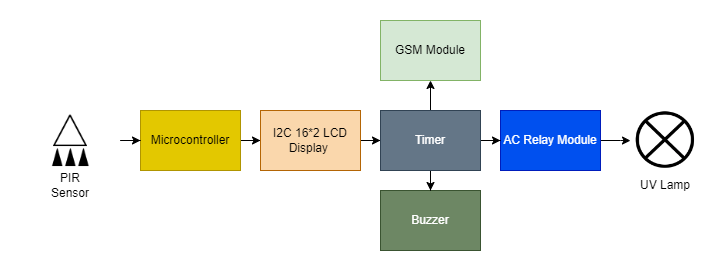 GSM Module
PIR
Sensor
Microcontroller
I2C 16*2 LCD
Display
Timer
AC Relay Module
UV Lamp
Buzzer